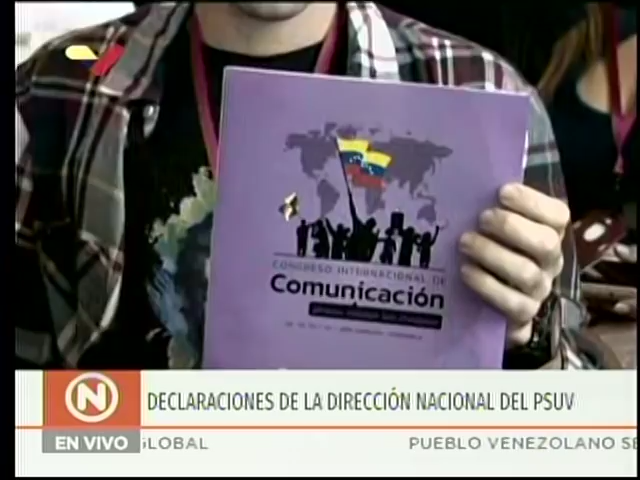 CONGRESO INTERNACIONAL DE
Comunicación
N
DECLARACIONES DE LA DIRECCIÓN NACIONAL DEL PSUV
EN VIVO
GLOBAL PUEBLO VENEZOLANO SE